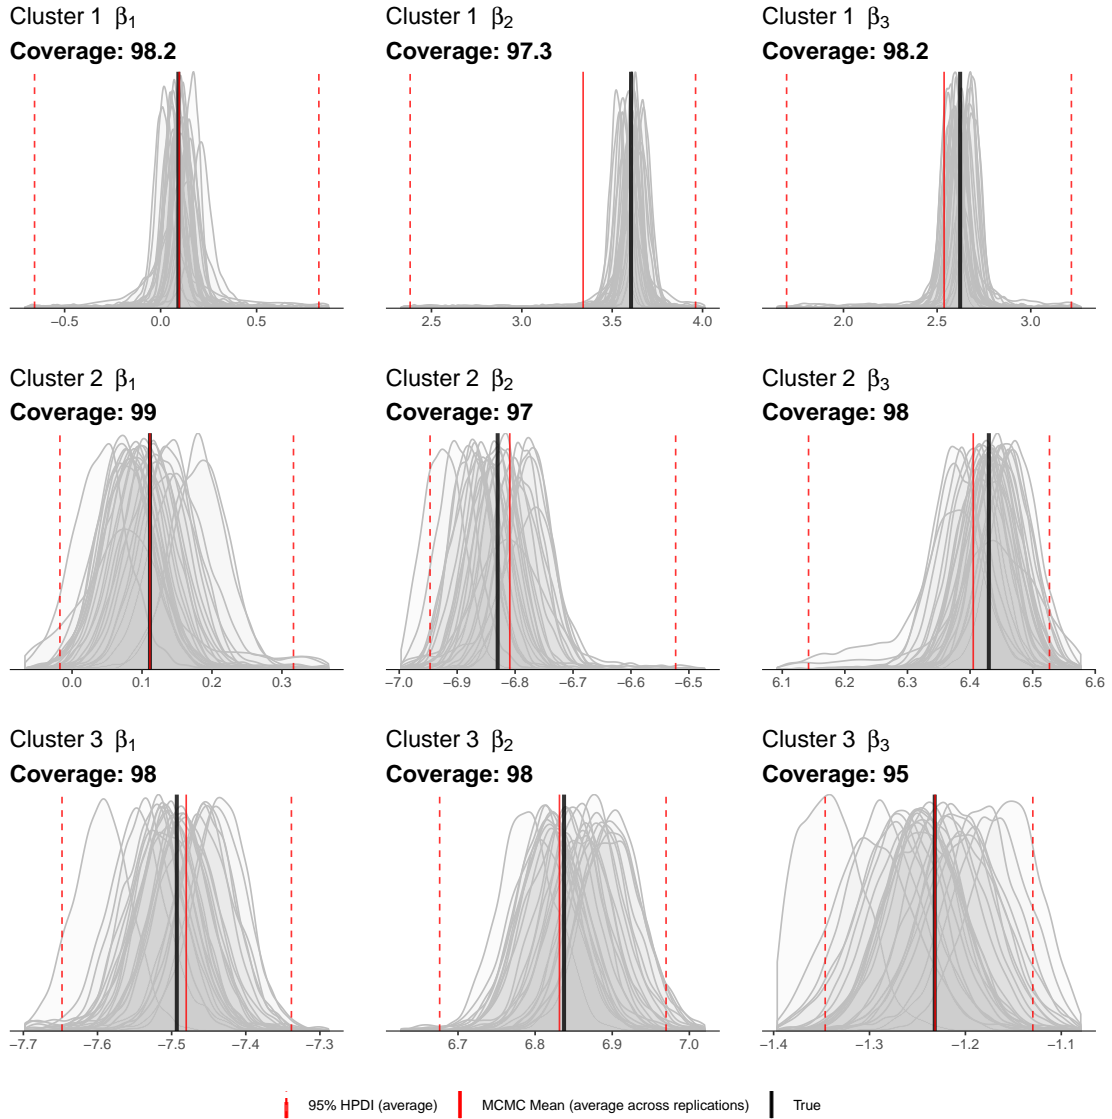 Cluster 1 β1 Cluster 1 β2 Cluster 1 β3
Coverage: 98.2 Coverage: 97.3 Coverage: 98.2
−0.5 0.0 0.5 2.5 3.0 3.5 4.0 2.0 2.5 3.0
Cluster 2 β1 Cluster 2 β2 Cluster 2 β3
Coverage: 99 Coverage: 97 Coverage: 98
0.0 0.1 0.2 0.3 −7.0 −6.9 −6.8 −6.7 −6.6 −6.5 6.1 6.2 6.3 6.4 6.5 6.6
Cluster 3 β1 Cluster 3 β2 Cluster 3 β3
Coverage: 98 Coverage: 98 Coverage: 95
−7.7 −7.6 −7.5 −7.4 −7.3 6.7 6.8 6.9 7.0 −1.4 −1.3 −1.2 −1.1
95% HPDI (average) MCMC Mean (average across replications) True